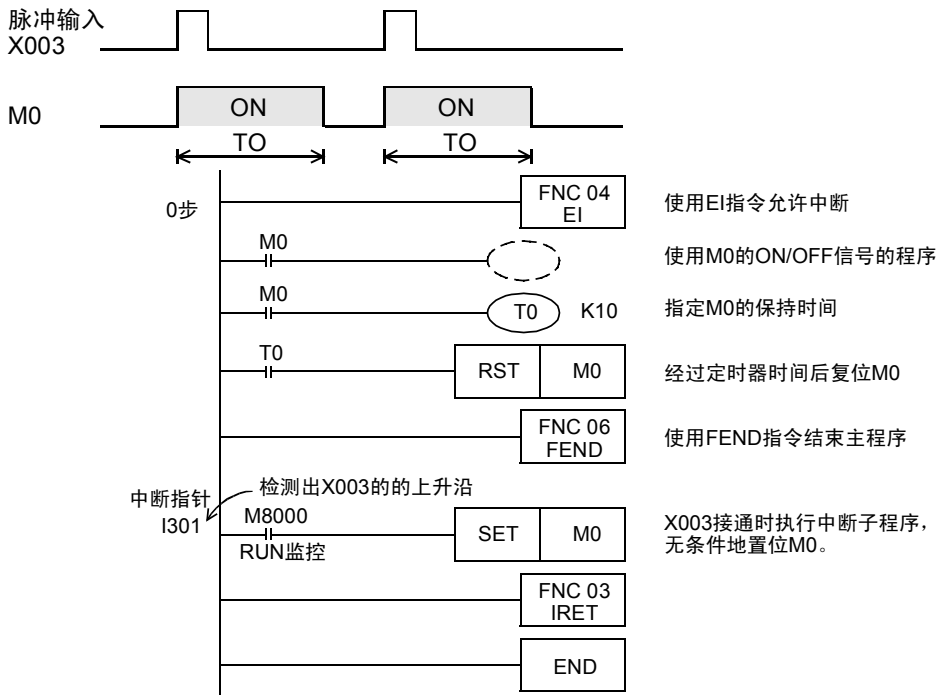 脉冲输入
X003
M0
ON
ON
TO
TO
0步
FNC 04
EI
使用EI指令允许中断
M0
使用M0的ON/OFF信号的程序
M0
T0
K10
指定M0的保持时间
T0
RST
M0
经过定时器时间后复位M0
FNC 06
FEND
使用FEND指令结束主程序
中断指针
I301
检测出X003的的上升沿
M8000
RUN监控
SET
M0
X003接通时执行中断子程序，
无条件地置位M0。
FNC 03
IRET
END